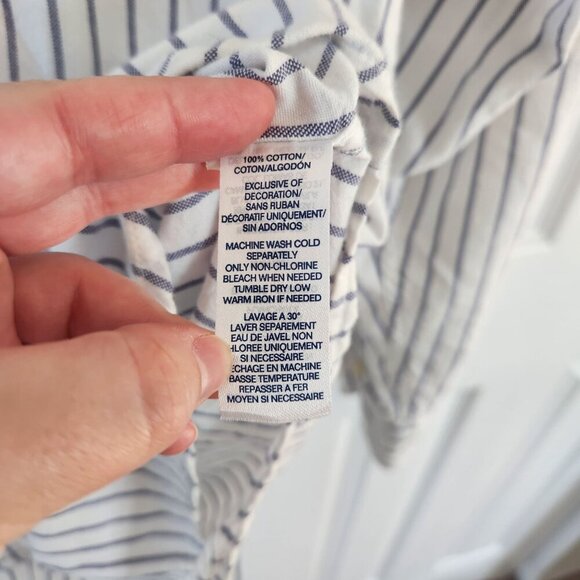 100% COTTON/
COTON/ALGODÓN
EXCLUSIVE OF
DECORATION/
SANS RUBAN
DÉCORATIF UNIQUEMENT/
SIN ADORNOS
MACHINE WASH COLD
SEPARATELY
ONLY NON-CHLORINE
BLEACH WHEN NEEDED
TUMBLE DRY LOW
WARM IRON IF NEEDED
LAVAGE A 30°
LAVER SEPAREMENT
EAU DE JAVEL NON
HLOREE UNIQUEMENT
SI NECESSAIRE
ECHAGE EN MACHINE
BASSE TEMPERATURE
REPASSER A FER
MOYEN SI NECESSAIRE